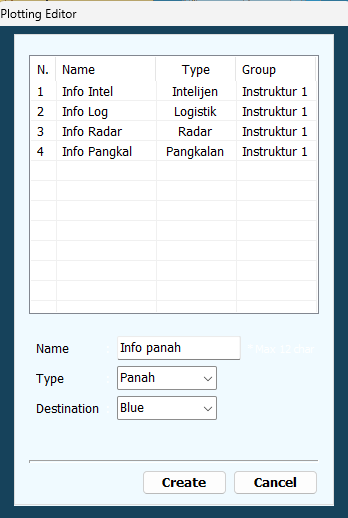 Plotting Editor
N. Name Type Group
1 Info Intel Intelijen Instruktur 1
2 Info Log Logistik Instruktur 1
3 Info Radar Radar Instruktur 1
4 Info Pangkal Pangkalan Instruktur 1
Name : Info panah
Type : Panah
Destination : Blue
Create Cancel